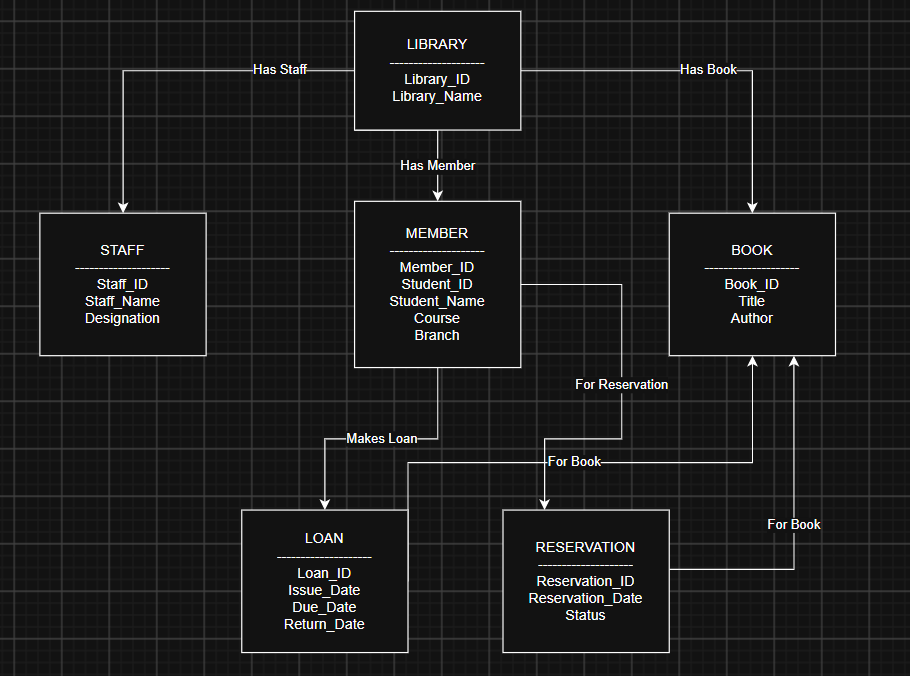 LIBRARY
--------------------
Library_ID
Library_Name
Has Staff
Has Book
Has Member
STAFF
--------------------
Staff_ID
Staff_Name
Designation
MEMBER
--------------------
Member_ID
Student_ID
Student_Name
Course
Branch
BOOK
--------------------
Book_ID
Title
Author
For Reservation
Makes Loan
For Book
For Book
LOAN
--------------------
Loan_ID
Issue_Date
Due_Date
Return_Date
RESERVATION
--------------------
Reservation_ID
Reservation_Date
Status